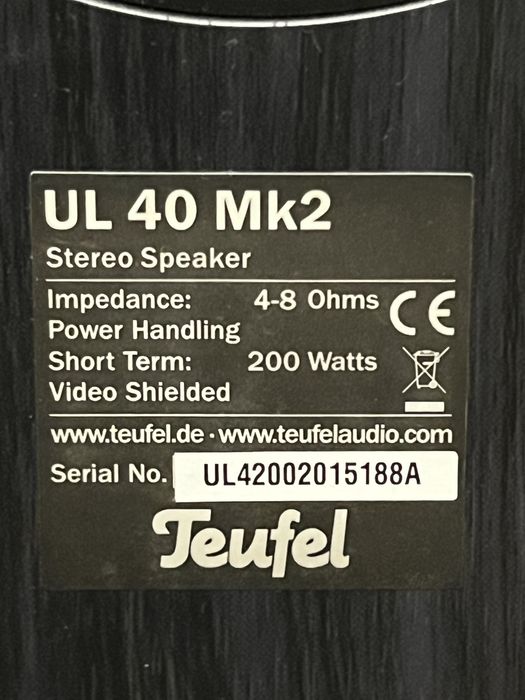 UL 40 Mk2
Stereo Speaker
Impedance: 4-8 Ohms
Power Handling
Short Term: 200 Watts
Video Shielded
CE
www.teufel.de · www.teufelaudio.com
Serial No. UL42002015188A
Teufel